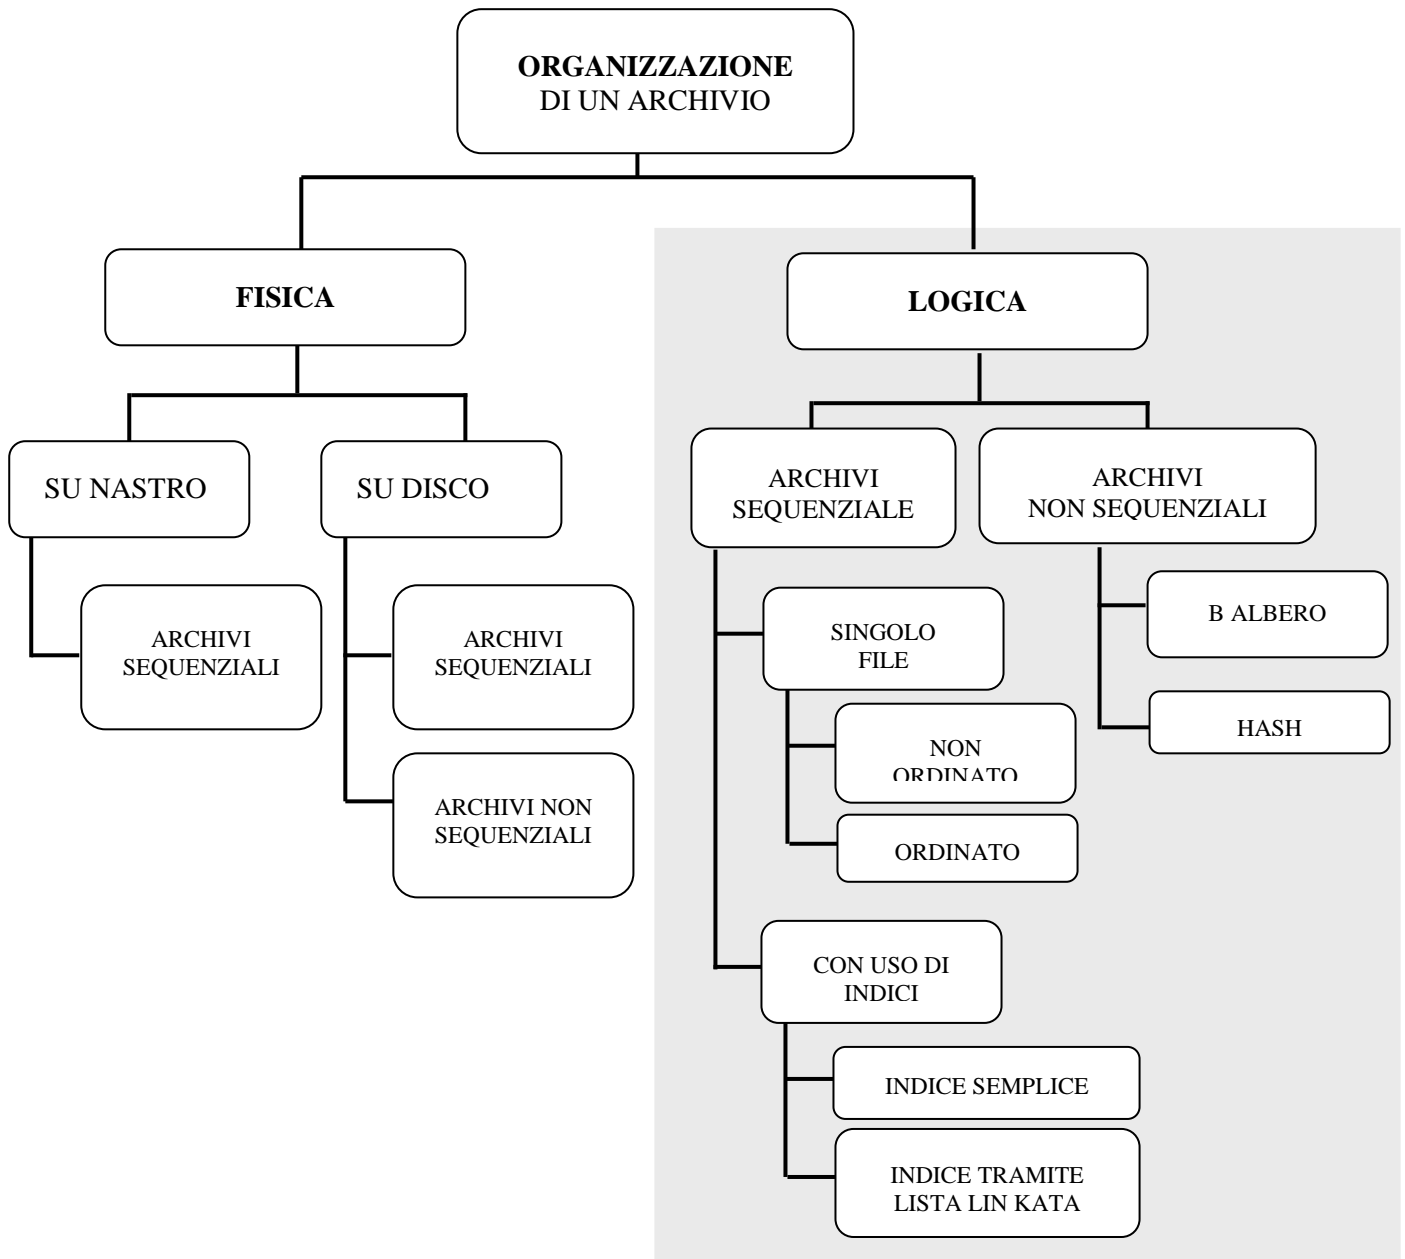 ORGANIZZAZIONE
DI UN ARCHIVIO
FISICA
LOGICA
SU NASTRO
SU DISCO
ARCHIVI
SEQUENZIALE
ARCHIVI
NON SEQUENZIALI
ARCHIVI
SEQUENZIALI
ARCHIVI
SEQUENZIALI
ARCHIVI NON
SEQUENZIALI
SINGOLO
FILE
NON
ORDINATO
ORDINATO
CON USO DI
INDICI
INDICE SEMPLICE
INDICE TRAMITE
LISTA LIN KATA
B ALBERO
HASH